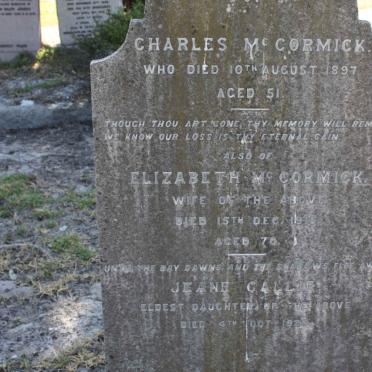 CHARLES McCORMICK.
WHO DIED 10TH AUGUST 1897
AGED 51
THOUGH THOU ART GONE, THY MEMORY WILL
WE KNOW OUR LOSS IS THY ETERNAL GAIN
ALSO OF
ELIZABETH McCORMICK.
WIFE OF THE ABOVE
DIED 15TH DEC.
AGED 70
UNTIL THE DAY DAWNS AND THE
JEANE
ELDEST DAUGHTER OF THE ABOVE
DIED 4TH OCT